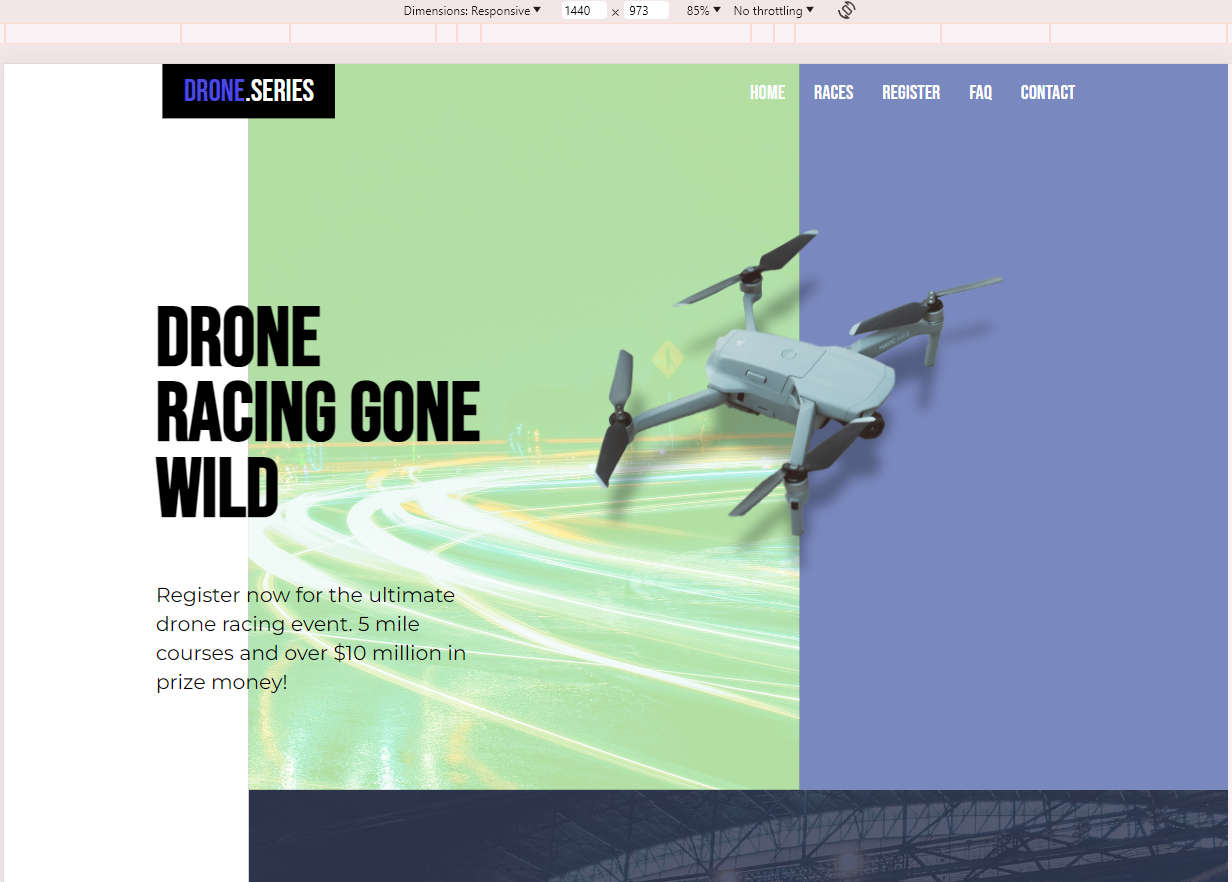 Dimensions: Responsive 1440 × 973 85% No throttling
DRONE.SERIES
HOME RACES REGISTER FAQ CONTACT
DRONE
RACING GONE
WILD
Register now for the ultimate
drone racing event. 5 mile
courses and over $10 million in
prize money!